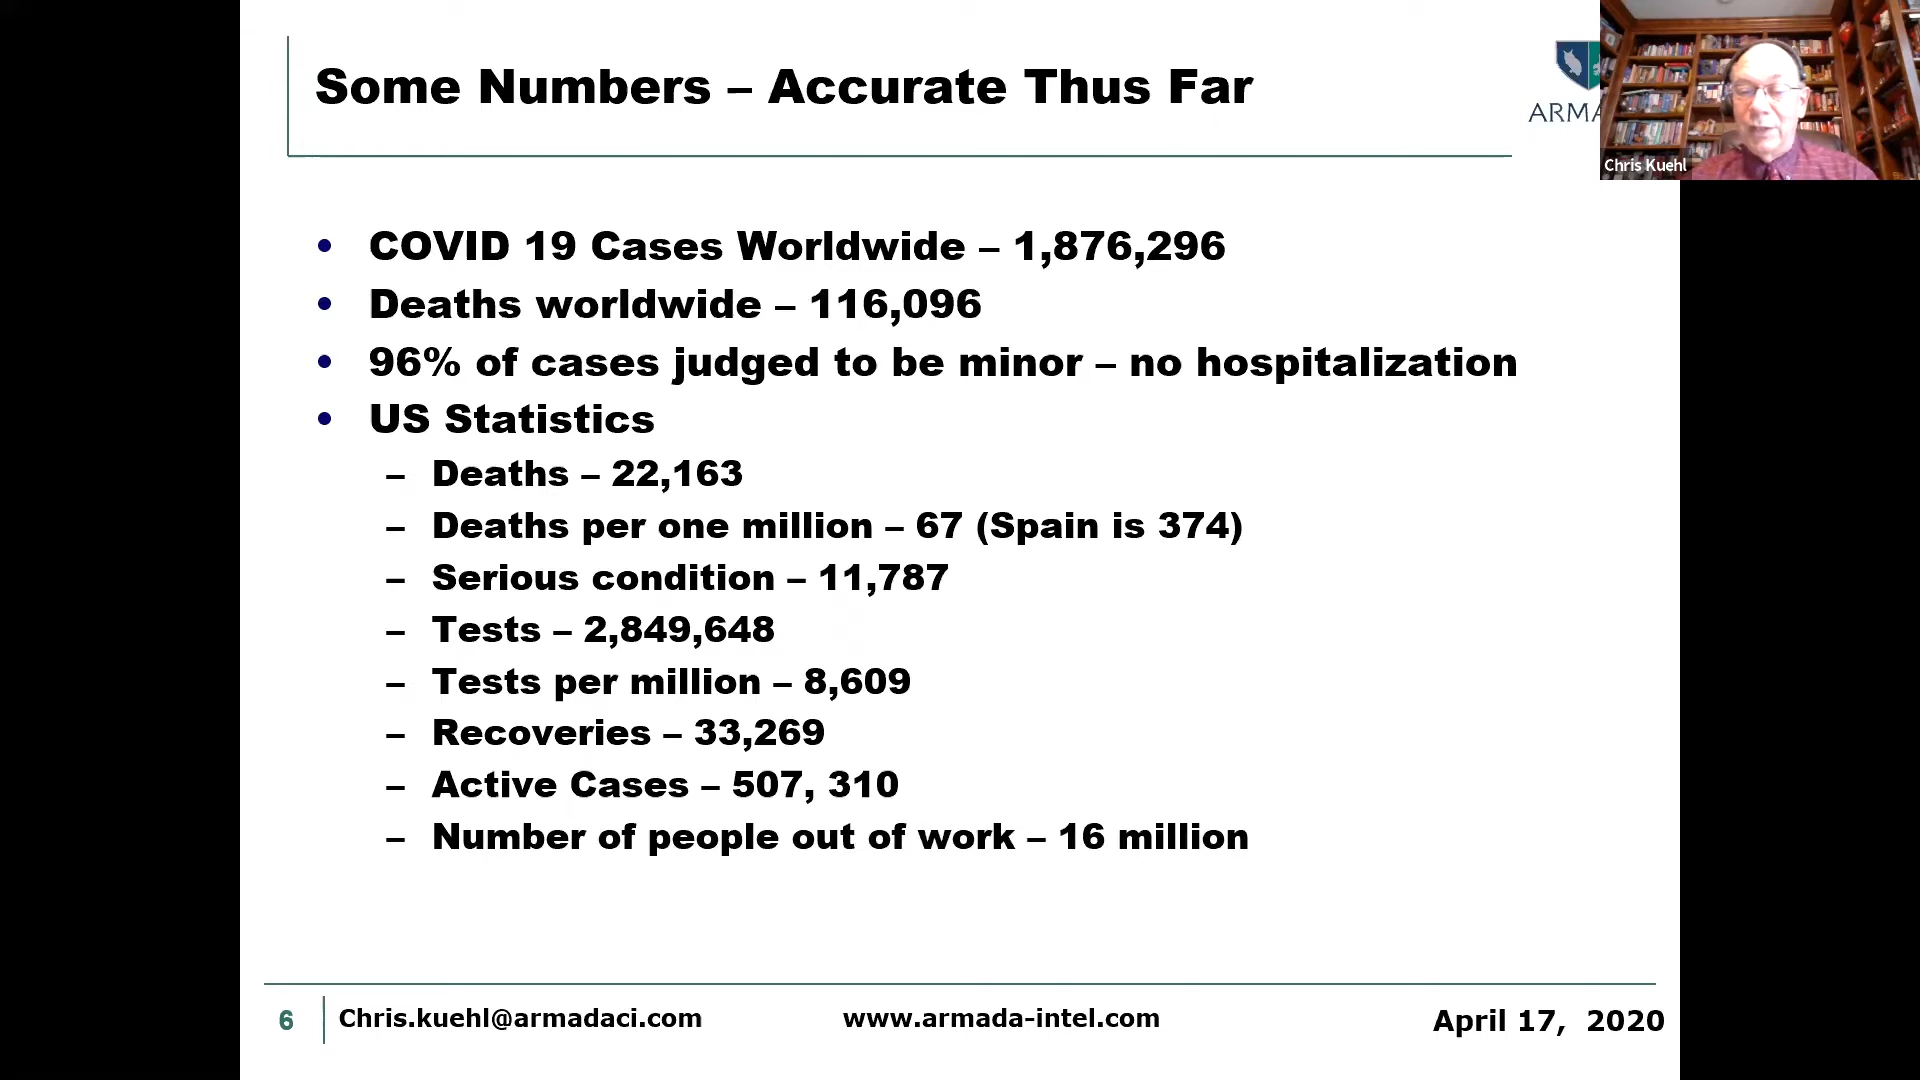 Some Numbers – Accurate Thus Far
ARMA
Chris Kuehl
• COVID 19 Cases Worldwide – 1,876,296
• Deaths worldwide – 116,096
• 96% of cases judged to be minor – no hospitalization
• US Statistics
– Deaths – 22,163
– Deaths per one million – 67 (Spain is 374)
– Serious condition – 11,787
– Tests – 2,849,648
– Tests per million – 8,609
– Recoveries – 33,269
– Active Cases – 507, 310
– Number of people out of work – 16 million
6 Chris.kuehl@armadaci.com www.armada-intel.com April 17, 2020